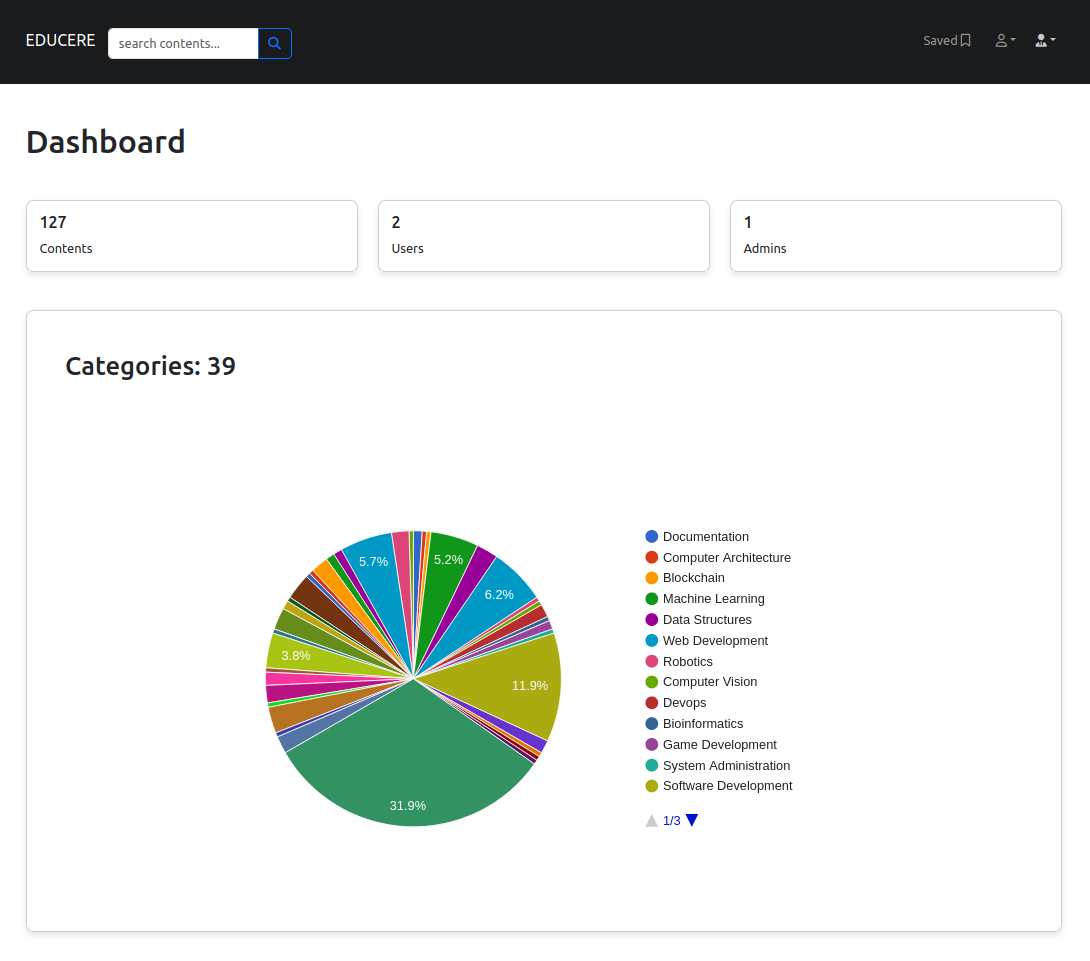 EDUCERE
search contents...
Saved
Dashboard
127
Contents
2
Users
1
Admins
Categories: 39
5.7%
5.2%
6.2%
3.8%
11.9%
31.9%
Documentation
Computer Architecture
Blockchain
Machine Learning
Data Structures
Web Development
Robotics
Computer Vision
Devops
Bioinformatics
Game Development
System Administration
Software Development
1/3